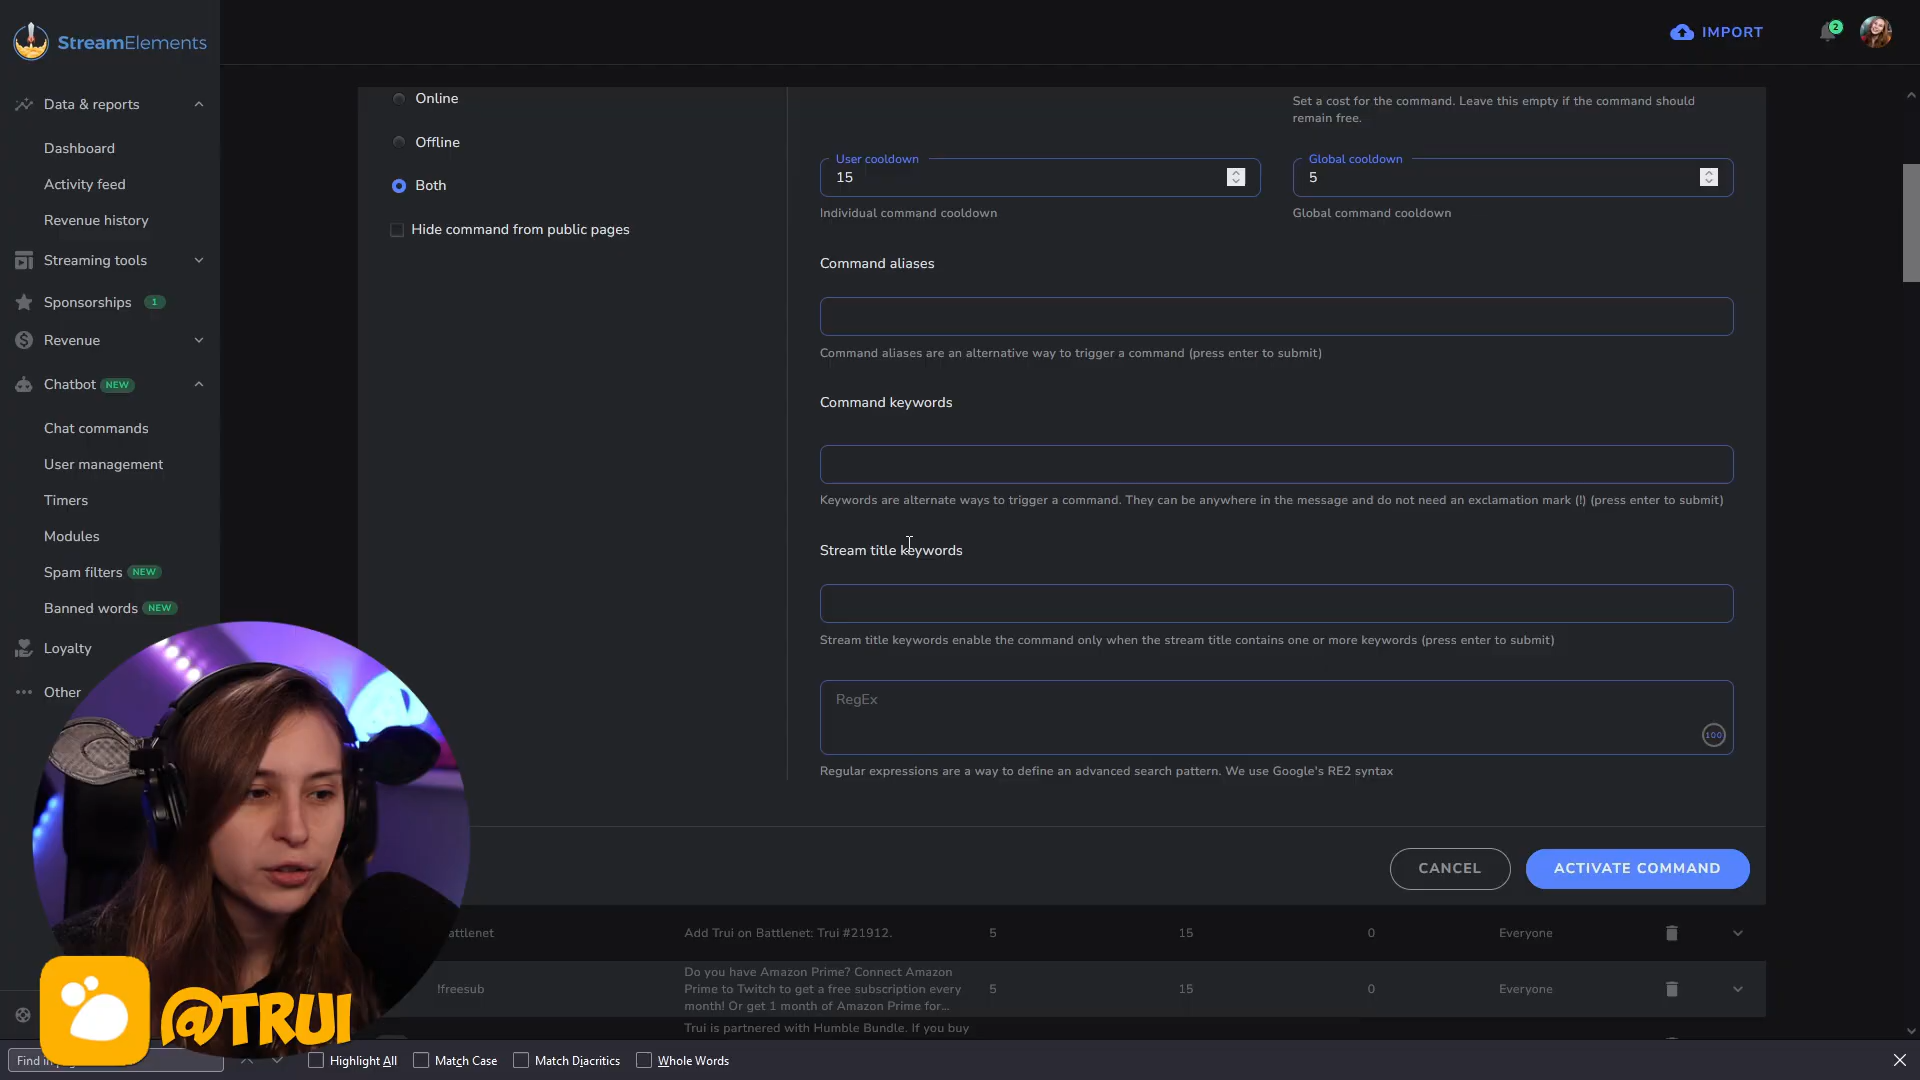 StreamElements
IMPORT
2
Data & reports
Dashboard
Activity feed
Revenue history
Streaming tools
Sponsorships 1
Revenue
Chatbot NEW
Chat commands
User management
Timers
Modules
Spam filters NEW
Banned words NEW
Loyalty
Other
Online
Offline
Both
Hide command from public pages
Set a cost for the command. Leave this empty if the command should
remain free.
User cooldown
15
Individual command cooldown
Global cooldown
5
Global command cooldown
Command aliases
Command aliases are an alternative way to trigger a command (press enter to submit)
Command keywords
Keywords are alternate ways to trigger a command. They can be anywhere in the message and do not need an exclamation mark (!) (press enter to submit)
Stream title keywords
Stream title keywords enable the command only when the stream title contains one or more keywords (press enter to submit)
RegEx
100
Regular expressions are a way to define an advanced search pattern. We use Google's RE2 syntax
CANCEL
ACTIVATE COMMAND
Add Trui on Battlenet: Trui #21912. 5 15 0 Everyone
!freesub
Do you have Amazon Prime? Connect Amazon
Prime to Twitch to get a free subscription every
month! Or get 1 month of Amazon Prime for...
5 15 0 Everyone
Trui is partnered with Humble Bundle. If you buy
@TRUI
Highlight All Match Case Match Diacritics Whole Words